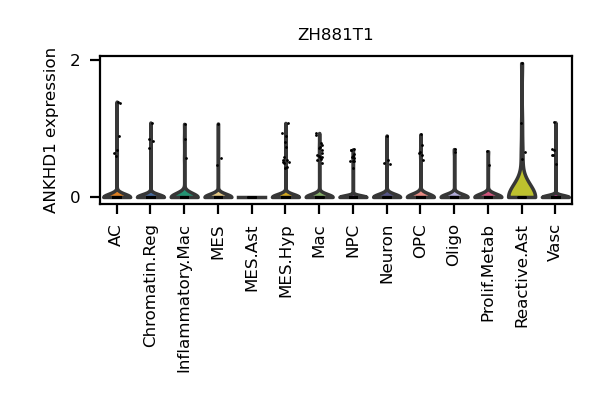 ZH881T1
ANKHD1 expression
2
0
AC
Chromatin.Reg
Inflammatory.Mac
MES
MES.Ast
MES.Hyp
Mac
NPC
Neuron
OPC
Oligo
Prolif.Metab
Reactive.Ast
Vasc